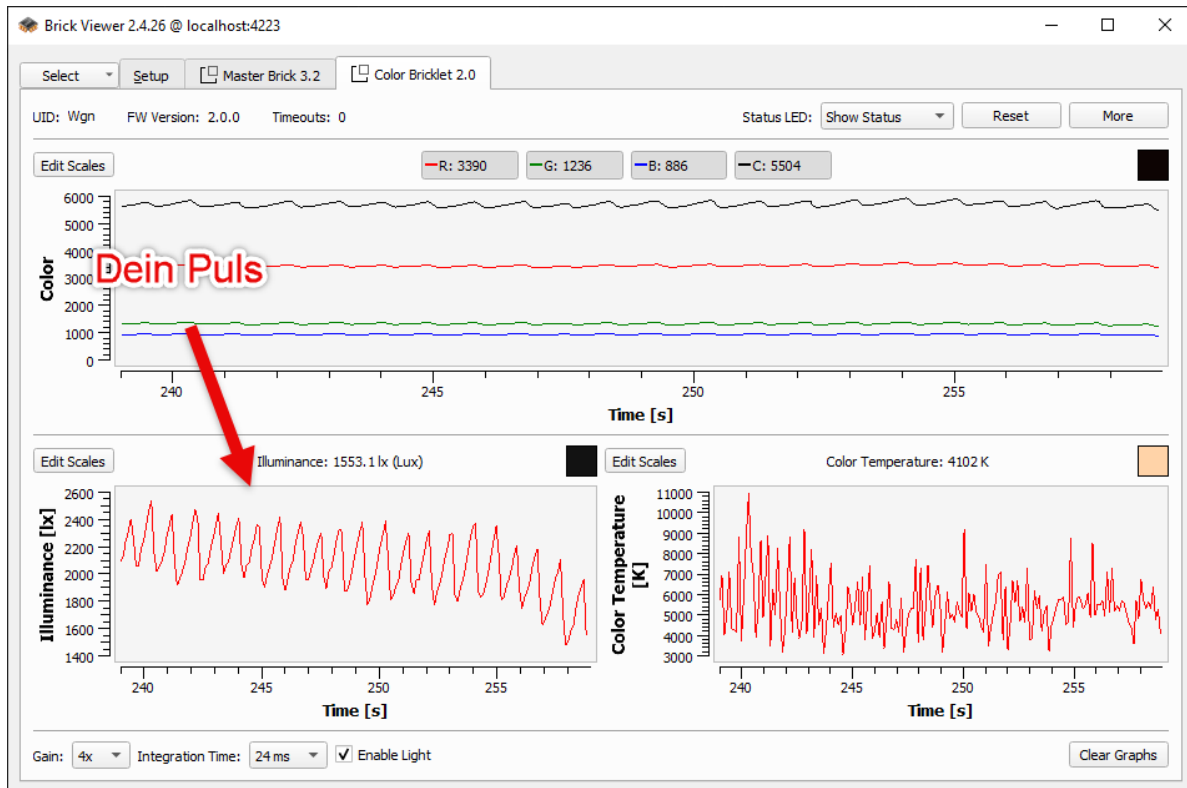 Brick Viewer 2.4.26 @ localhost:4223
Select Setup Master Brick 3.2 Color Bricklet 2.0
UID: Wgn FW Version: 2.0.0 Timeouts: 0 Status LED: Show Status Reset More
Edit Scales R: 3390 G: 1236 B: 886 C: 5504
6000
5000
4000
3000
2000
1000
0
Color
Dein Puls
240 245 250 255
Time [s]
Edit Scales Illuminance: 1553.1 lx (Lux)
2600
2400
2200
2000
1800
1600
1400
Illuminance [lx]
240 245 250 255
Time [s]
Edit Scales Color Temperature: 4102 K
11000
10000
9000
8000
7000
6000
5000
4000
3000
Color Temperature
[K]
240 245 250 255
Time [s]
Gain: 4x Integration Time: 24 ms Enable Light Clear Graphs